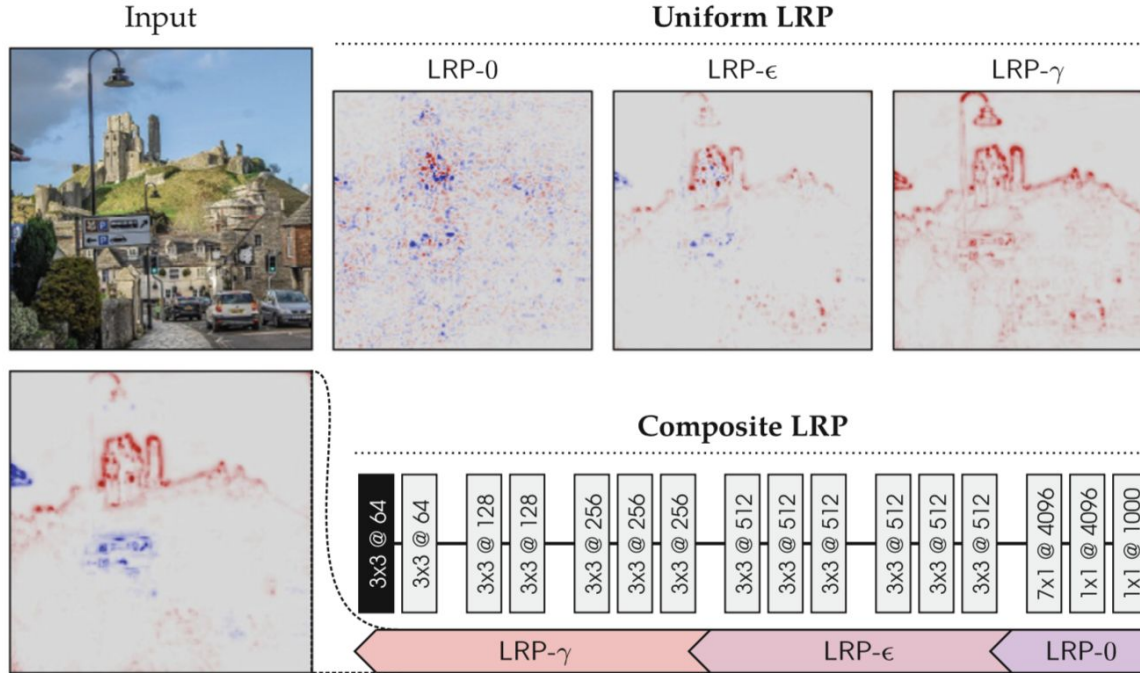 Input
Uniform LRP
LRP-0
LRP-ϵ
LRP-γ
P
P
Composite LRP
3x3 @ 64
3x3 @ 64
3x3 @ 128
3x3 @ 128
3x3 @ 256
3x3 @ 256
3x3 @ 256
3x3 @ 512
3x3 @ 512
3x3 @ 512
3x3 @ 512
3x3 @ 512
3x3 @ 512
7x1 @ 4096
1x1 @ 4096
1x1 @ 1000
LRP-γ
LRP-ϵ
LRP-0